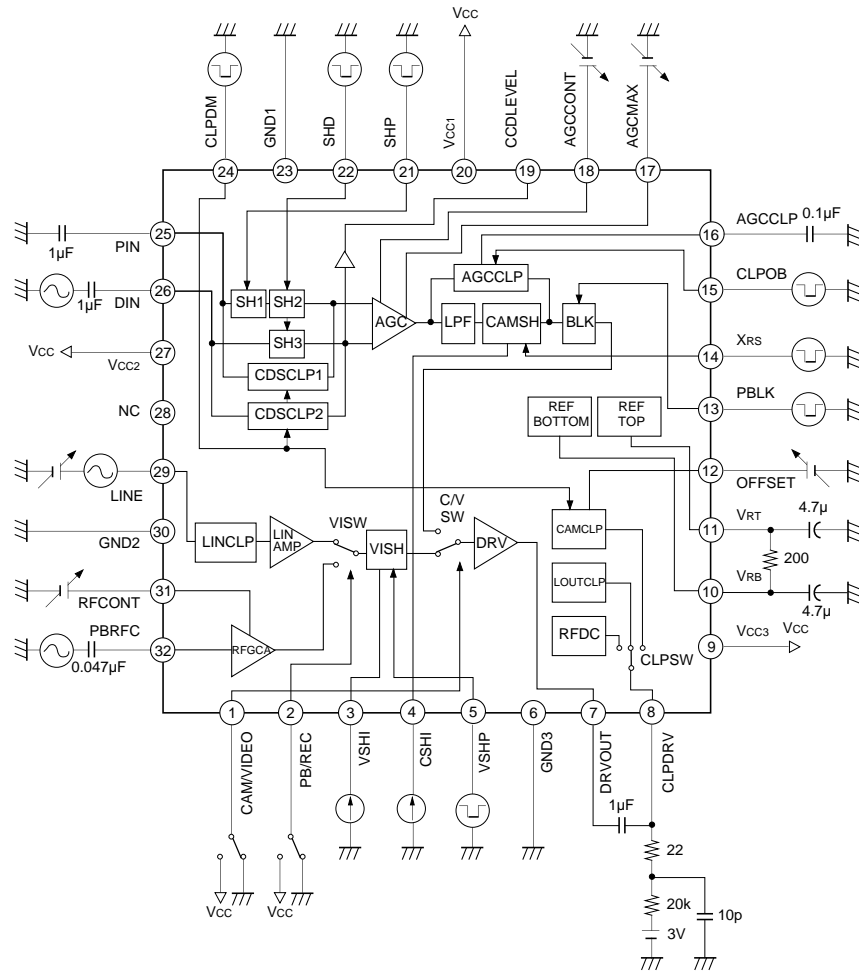 VCC
CLPDM
GND1
SHD
SHP
VCC1
CCDLEVEL
AGCCONT
AGCMAX
24
23
22
21
20
19
18
17
1µF
PIN
25
1µF
DIN
26
VCC
VCC2
27
NC
28
LINE
29
GND2
30
RFCONT
31
PBRFC
0.047µF
32
SH1
SH2
SH3
CDSCLP1
CDSCLP2
AGC
AGCCLP
LPF
CAMSH
BLK
REF
BOTTOM
REF
TOP
LINCLP
LIN
AMP
VISW
VISH
C/V
SW
DRV
CAMCLP
LOUTCLP
RFDC
CLPSW
RFGCA
16
AGCCLP
0.1µF
15
CLPOB
14
XRS
13
PBLK
12
OFFSET
11
VRT
4.7µ
200
10
VRB
4.7µ
9
VCC3
VCC
1
2
3
4
5
6
7
8
CAM/VIDEO
PB/REC
VSHI
CSHI
VSHP
GND3
DRVOUT
CLPDRV
1µF
22
20k
10p
3V
VCC
VCC